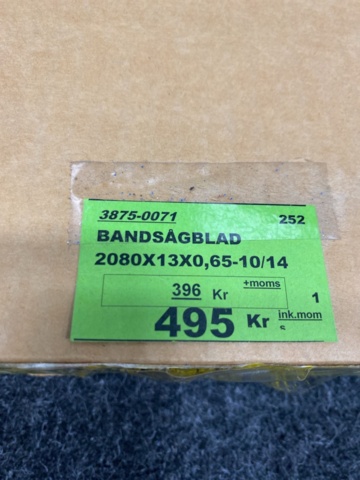 3875-0071 252
BANDSÅGBLAD
2080X13X0,65-10/14
396 Kr +moms
1
495 Kr ink.mom
s